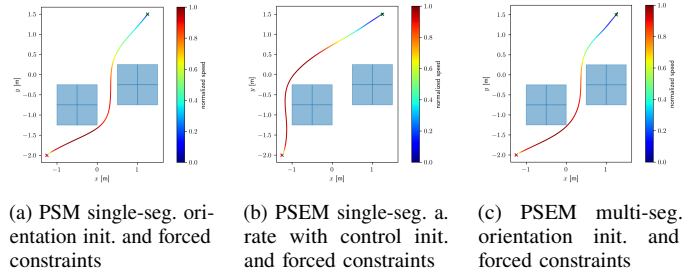 1.5
1.0
0.5
0.0
−0.5
−1.0
−1.5
−2.0
y [m]
−1
0
1
x [m]
1.0
0.8
0.6
0.4
0.2
0.0
normalized speed
1.5
1.0
0.5
0.0
−0.5
−1.0
−1.5
−2.0
y [m]
−1
0
1
x [m]
1.0
0.8
0.6
0.4
0.2
0.0
normalized speed
1.5
1.0
0.5
0.0
−0.5
−1.0
−1.5
−2.0
y [m]
−1
0
1
x [m]
1.0
0.8
0.6
0.4
0.2
0.0
normalized speed
(a) PSM single-seg. ori-
entation init. and forced
constraints
(b) PSEM single-seg. a.
rate with control init.
and forced constraints
(c) PSEM multi-seg.
orientation init. and
forced constraints